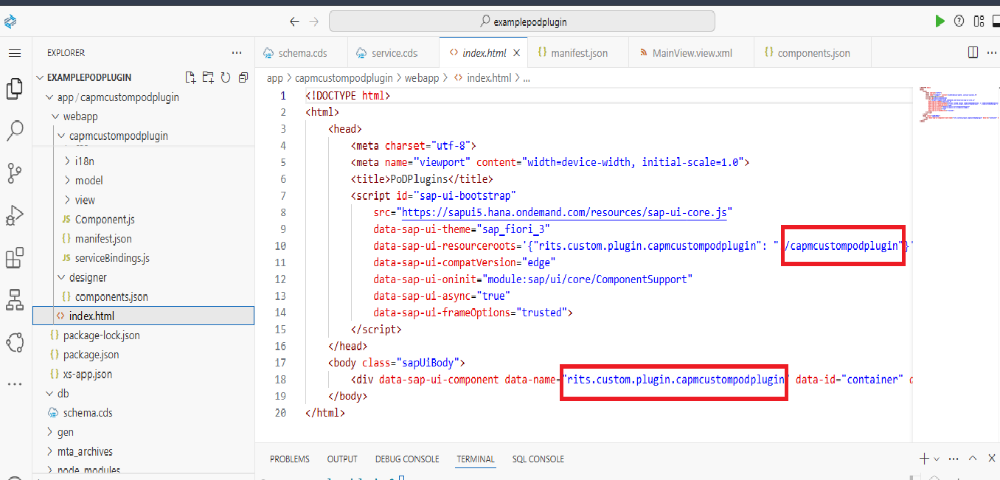 examplepodplugin
EXPLORER
schema.cds
service.cds
index.html
manifest.json
MainView.view.xml
components.json
EXAMPLEPODPLUGIN
app / capmcustompodplugin
webapp
capmcustompodplugin
i18n
model
view
JS Component.js
{} manifest.json
JS serviceBindings.js
designer
{} components.json
<> index.html
{} package-lock.json
{} package.json
{} xs-app.json
db
schema.cds
gen
mta_archives
node_modules
app > capmcustompodplugin > webapp > <> index.html > ...
1 <!DOCTYPE html>
2 <html>
3 <head>
4 <meta charset="utf-8">
5 <meta name="viewport" content="width=device-width, initial-scale=1.0">
6 <title>PoDPlugins</title>
7 <script id="sap-ui-bootstrap"
8 src="https://sapui5.hana.ondemand.com/resources/sap-ui-core.js"
9 data-sap-ui-theme="sap_fiori_3"
10 data-sap-ui-resourceroots='{"rits.custom.plugin.capmcustompodplugin": "./capmcustompodplugin"}'
11 data-sap-ui-compatVersion="edge"
12 data-sap-ui-oninit="module:sap/ui/core/ComponentSupport"
13 data-sap-ui-async="true"
14 data-sap-ui-frameOptions="trusted">
15 </script>
16 </head>
17 <body class="sapUiBody">
18 <div data-sap-ui-component data-name="rits.custom.plugin.capmcustompodplugin" data-id="container"
19 </body>
20 </html>
PROBLEMS
OUTPUT
DEBUG CONSOLE
TERMINAL
SQL CONSOLE